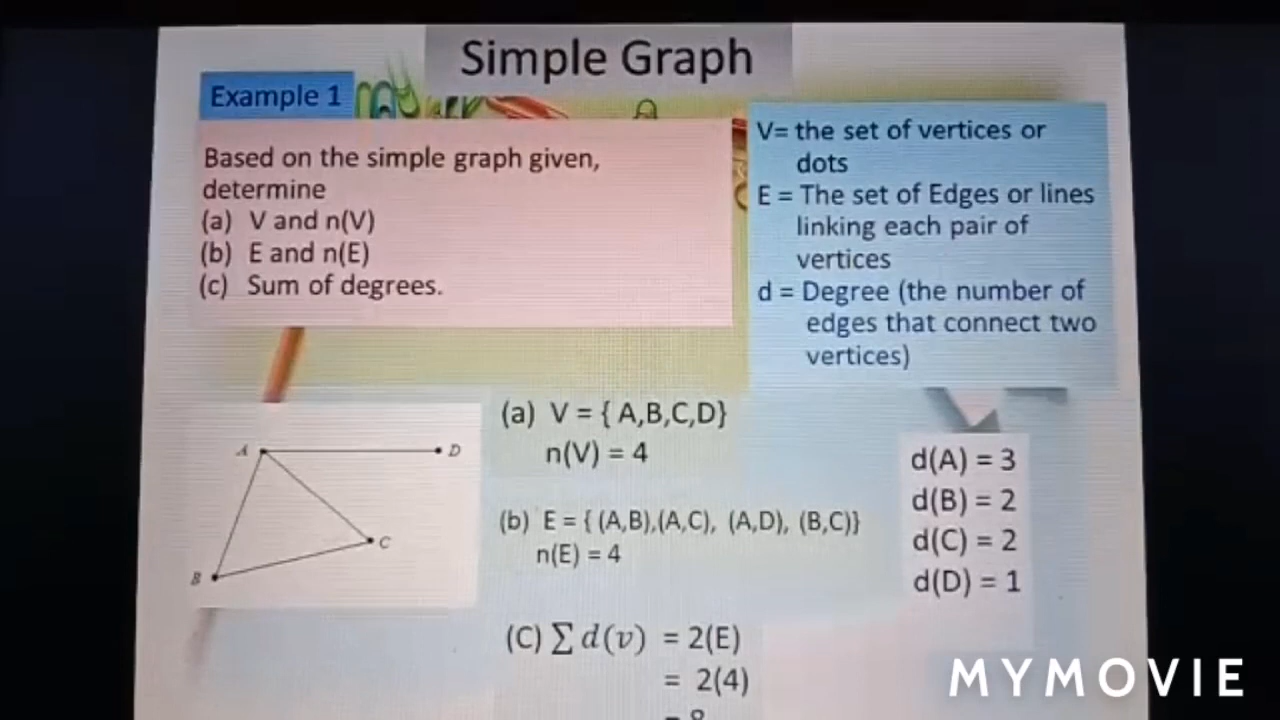 Simple Graph
Example 1
Based on the simple graph given,
determine
(a) V and n(V)
(b) E and n(E)
(c) Sum of degrees.
V= the set of vertices or
dots
E = The set of Edges or lines
linking each pair of
vertices
d = Degree (the number of
edges that connect two
vertices)
A
D
C
B
(a) V = { A,B,C,D}
n(V) = 4
(b) E = { (A,B),(A,C), (A,D), (B,C)}
n(E) = 4
(C) ∑ d(v) = 2(E)
= 2(4)
= 8
d(A) = 3
d(B) = 2
d(C) = 2
d(D) = 1
MYMOVIE